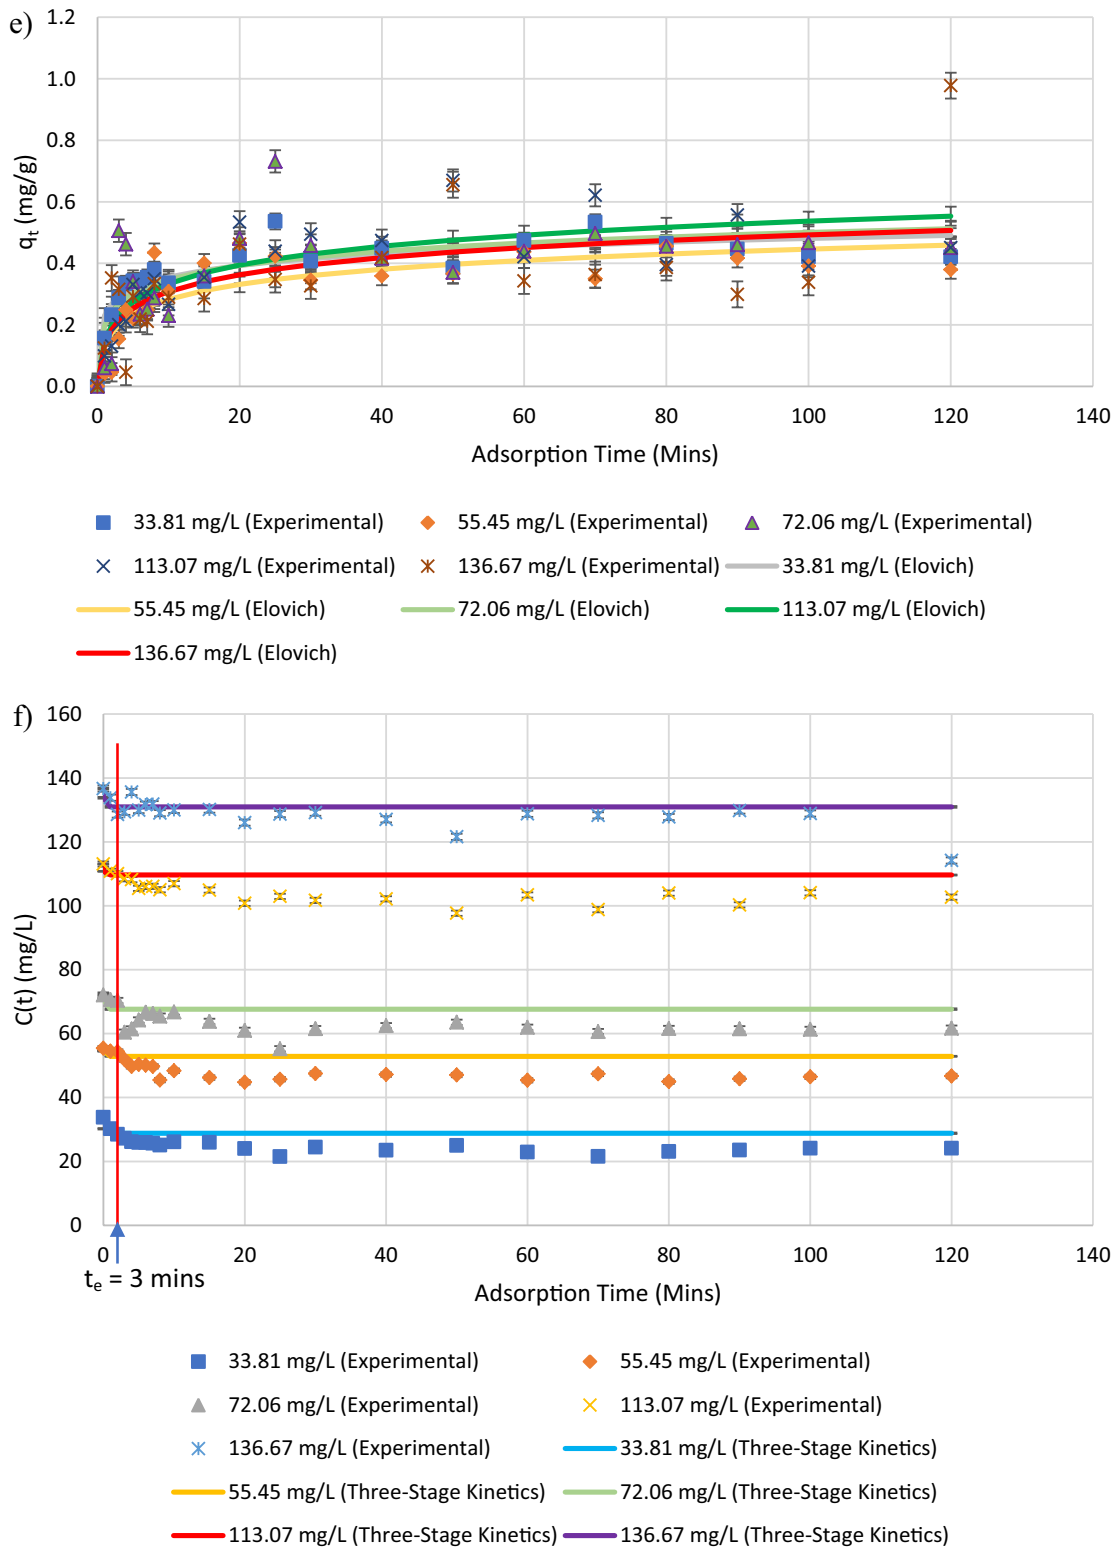 e)
1.2
1.0
0.8
0.6
0.4
0.2
0.0
qt (mg/g)
0 20 40 60 80 100 120 140
Adsorption Time (Mins)
33.81 mg/L (Experimental) 55.45 mg/L (Experimental) 72.06 mg/L (Experimental)
113.07 mg/L (Experimental) 136.67 mg/L (Experimental) 33.81 mg/L (Elovich)
55.45 mg/L (Elovich) 72.06 mg/L (Elovich) 113.07 mg/L (Elovich)
136.67 mg/L (Elovich)
f)
160
140
120
100
80
60
40
20
0
C(t) (mg/L)
0 20 40 60 80 100 120 140
te = 3 mins
Adsorption Time (Mins)
33.81 mg/L (Experimental) 55.45 mg/L (Experimental)
72.06 mg/L (Experimental) 113.07 mg/L (Experimental)
136.67 mg/L (Experimental) 33.81 mg/L (Three-Stage Kinetics)
55.45 mg/L (Three-Stage Kinetics) 72.06 mg/L (Three-Stage Kinetics)
113.07 mg/L (Three-Stage Kinetics) 136.67 mg/L (Three-Stage Kinetics)